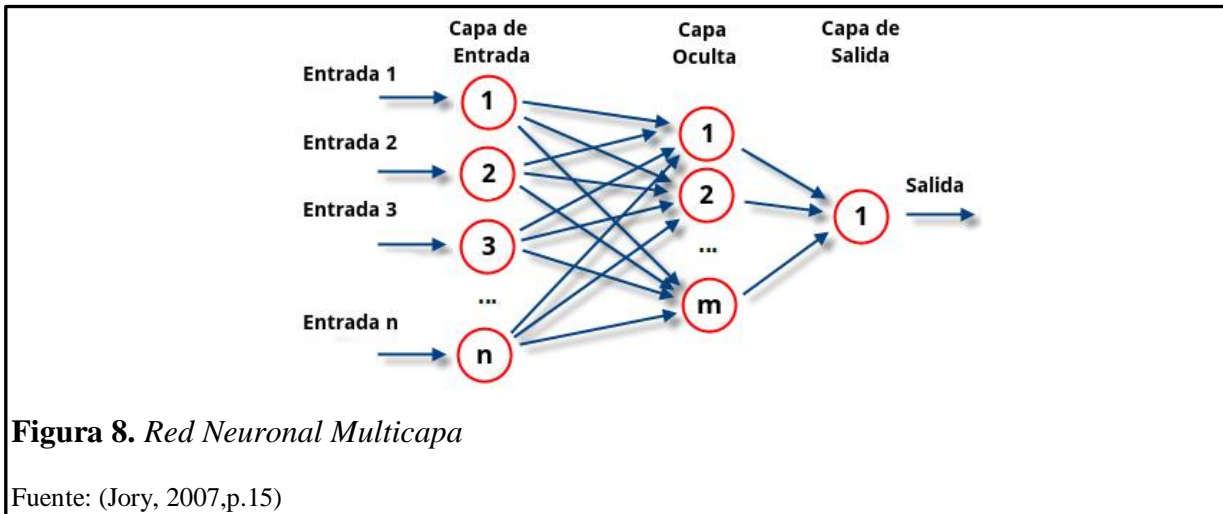 Capa de Entrada
Capa Oculta
Capa de Salida
Entrada 1
1
Entrada 2
2
Entrada 3
3
...
Entrada n
n
1
2
...
m
1
Salida
Figura 8. Red Neuronal Multicapa
Fuente: (Jory, 2007,p.15)